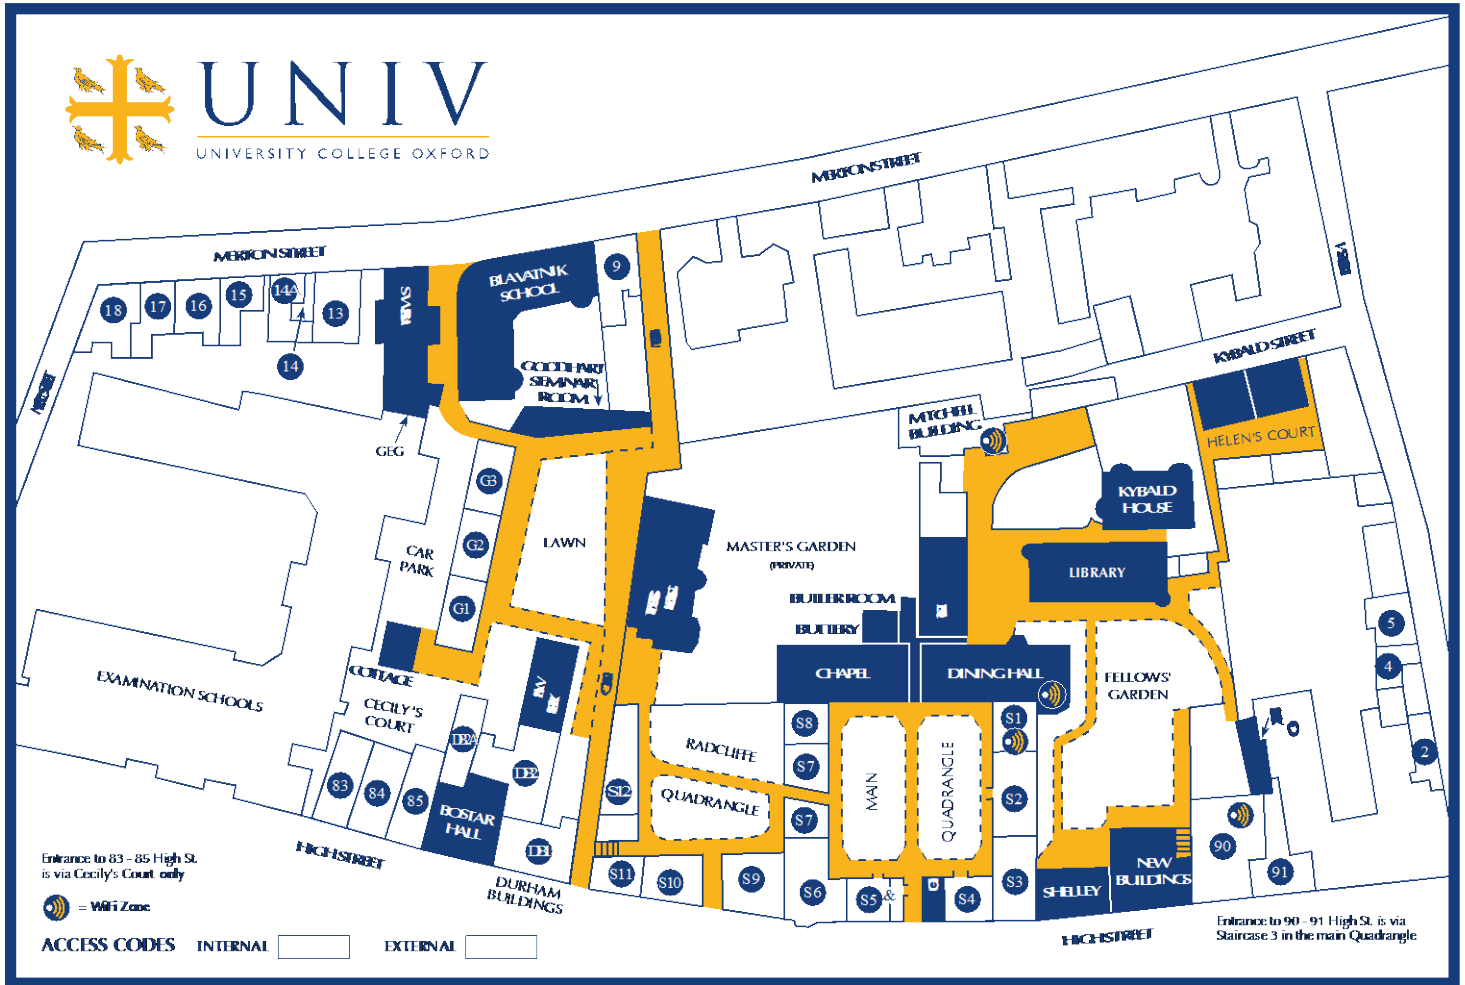 UNIV
UNIVERSITY COLLEGE OXFORD
MERTON STREET
MERTON STREET
18
17
16
15
14A
13
14
BLAVATNIK
SCHOOL
9
GOODHART
SEMINAR
ROOM
GEG
KYBALD STREET
MITCHELL
BUILDING
HELEN'S COURT
G3
G2
G1
CAR
PARK
LAWN
KYBALD
HOUSE
MASTER'S GARDEN
(PRIVATE)
LIBRARY
BUTLER ROOM
BUTTERY
CHAPEL
DINING HALL
FELLOWS'
GARDEN
5
4
2
EXAMINATION SCHOOLS
COTTAGE
CECILY'S
COURT
DB2A
DB2
DB1
83
84
85
BOSTAR
HALL
HIGH STREET
DURHAM
BUILDINGS
RADCLIFFE
QUADRANGLE
MAIN
QUADRANGLE
S8
S7
S7
S12
S11
S10
S9
S6
S5
&
S4
S1
S2
S3
SHELLEY
NEW
BUILDINGS
90
91
HIGH STREET
Entrance to 83 - 85 High St.
is via Cecily's Court only
= WiFi Zone
ACCESS CODES INTERNAL EXTERNAL
Entrance to 90 - 91 High St. is via
Staircase 3 in the main Quadrangle